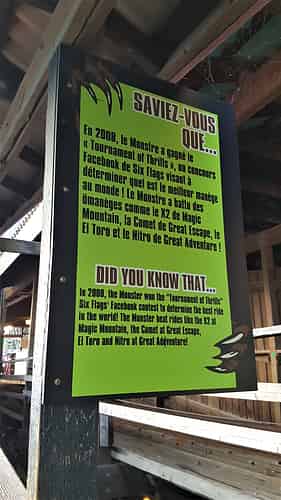 SAVIEZ-VOUS
QUE...
En 2009, le Monstre a gagné le
« Tournament of Thrills », un concours
Facebook de Six Flags visant à
déterminer quel est le meilleur manège
au monde ! Le Monstre a battu des
manèges comme le X2 de Magic
Mountain, la Comet de Great Escape, le
El Toro et le Nitro de Great Adventure !
DID YOU KNOW THAT...
In 2009, the Monster won the "Tournament of Thrills"
Six Flags' Facebook contest to determine the best ride
in the world! The Monster beat rides like the X2 at
Magic Mountain, the Comet at Great Escape,
El Toro and Nitro at Great Adventure!